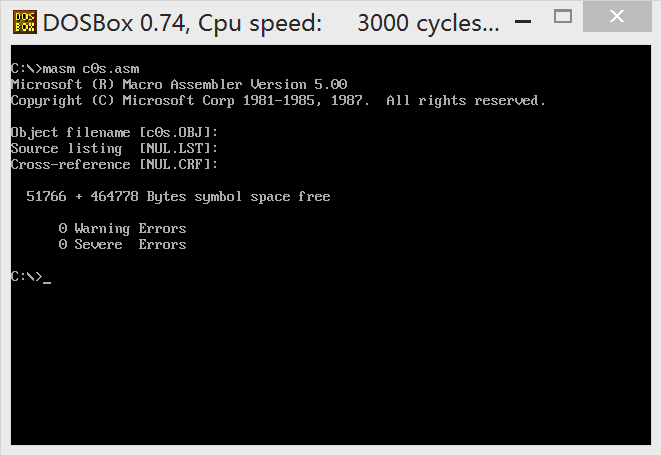 DOS
BOX
DOSBox 0.74, Cpu speed: 3000 cycles...
C:\>masm c0s.asm
Microsoft (R) Macro Assembler Version 5.00
Copyright (C) Microsoft Corp 1981-1985, 1987.  All rights reserved.
Object filename [c0s.OBJ]:
Source listing  [NUL.LST]:
Cross-reference [NUL.CRF]:
51766 + 464778 Bytes symbol space free
0 Warning Errors
0 Severe  Errors
C:\>_